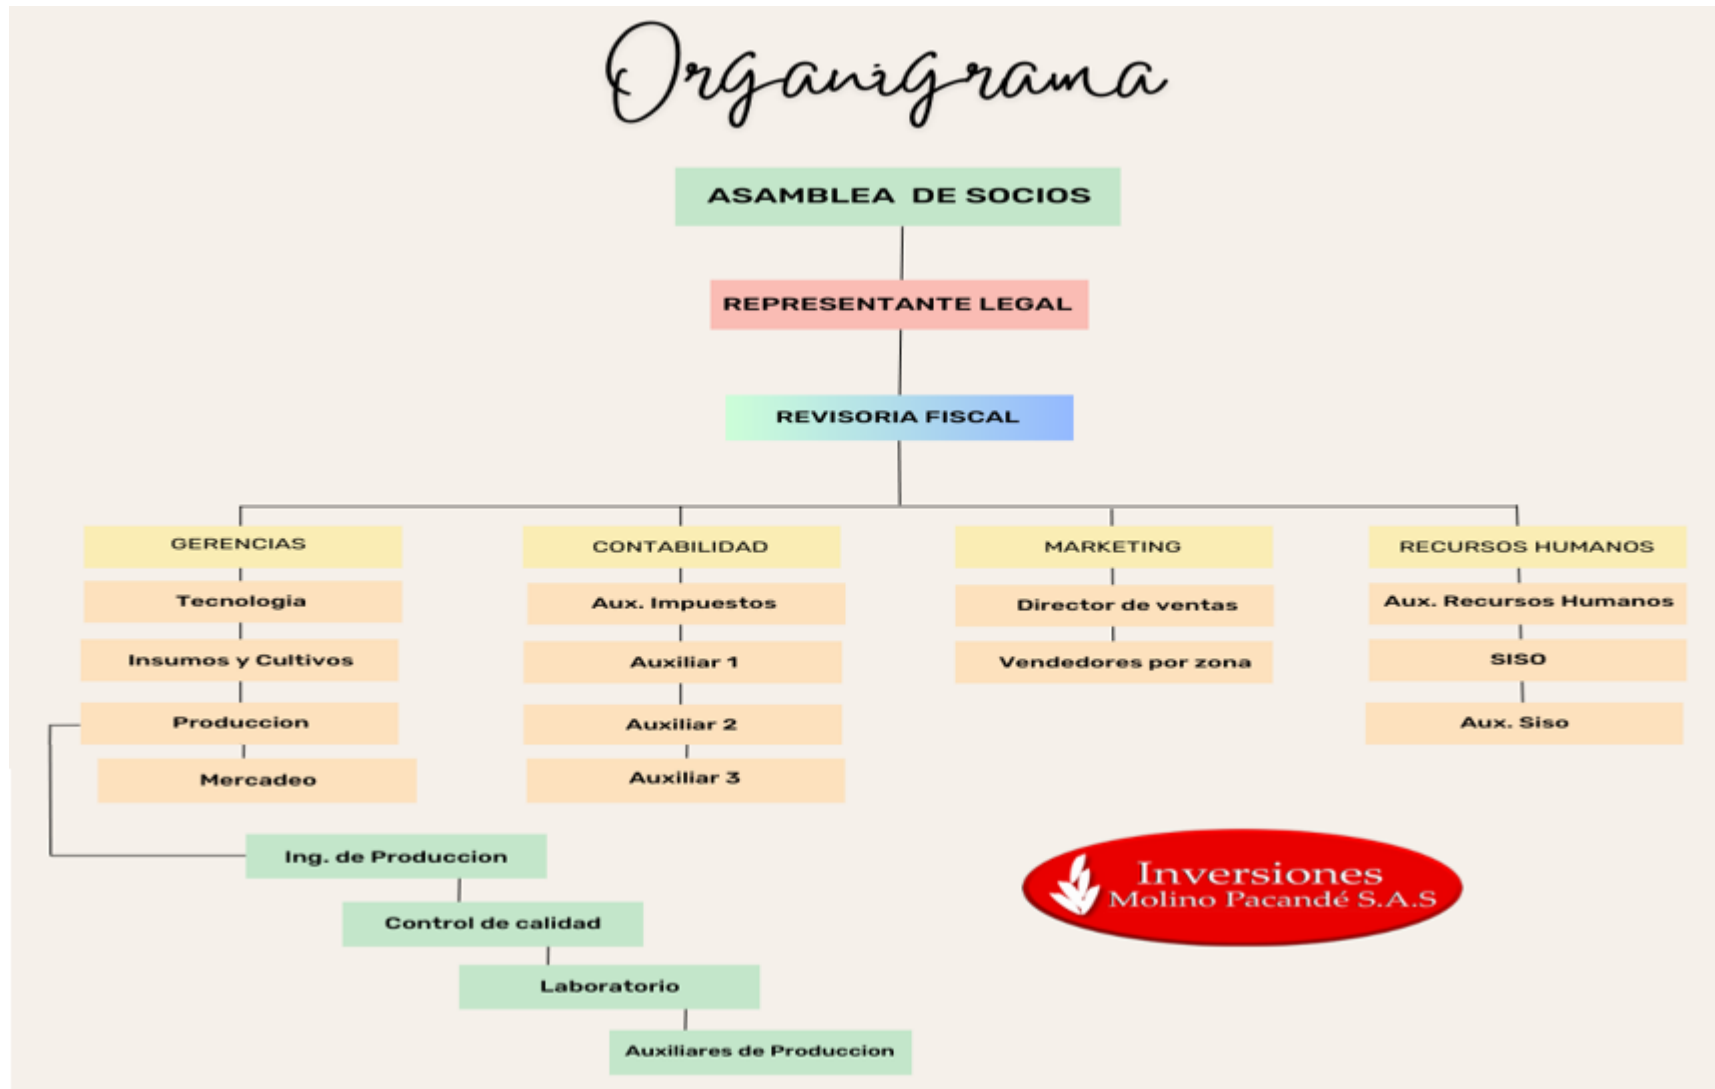 Organigrama
ASAMBLEA DE SOCIOS
REPRESENTANTE LEGAL
REVISORIA FISCAL
GERENCIAS
Tecnologia
Insumos y Cultivos
Produccion
Mercadeo
CONTABILIDAD
Aux. Impuestos
Auxiliar 1
Auxiliar 2
Auxiliar 3
MARKETING
Director de ventas
Vendedores por zona
RECURSOS HUMANOS
Aux. Recursos Humanos
SISO
Aux. Siso
Ing. de Produccion
Control de calidad
Laboratorio
Auxiliares de Produccion
Inversiones
Molino Pacandé S.A.S